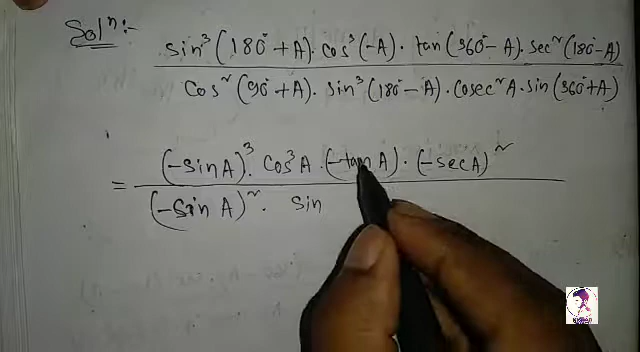 Solⁿ:-
sin³(180°+A)·cos³(-A)·tan(360°-A)·sec²(180°-A)
Cos²(90°+A)·sin³(180°-A)·Cosec²A·sin(360°+A)
= (-sinA)³·Cos³A·(-tanA)·(-secA)²
(-SinA)²· Sin